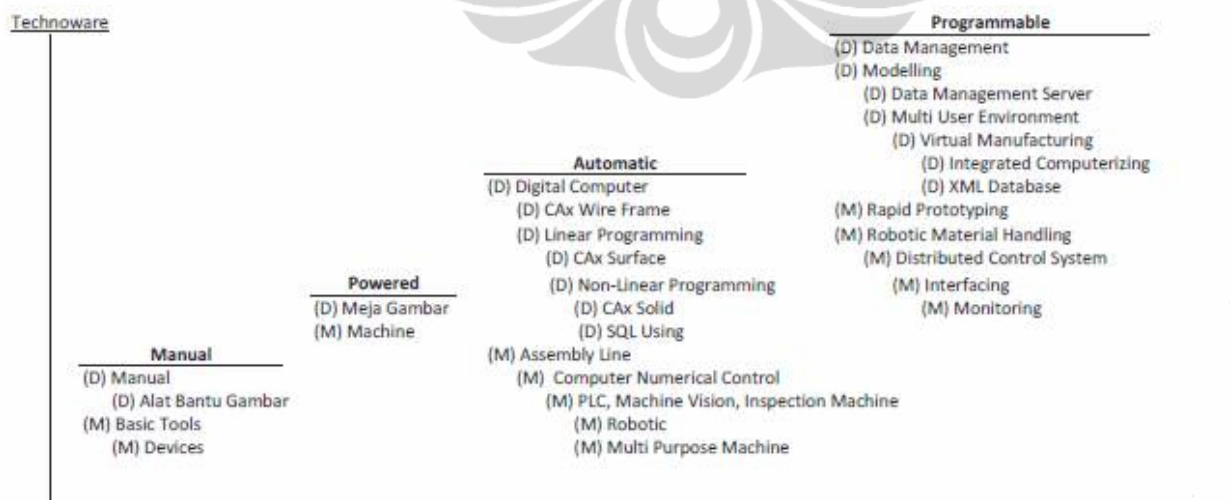 Technoware
Programmable
(D) Data Management
(D) Modelling
(D) Data Management Server
(D) Multi User Environment
(D) Virtual Manufacturing
(D) Integrated Computerizing
(D) XML Database
(M) Rapid Prototyping
(M) Robotic Material Handling
(M) Distributed Control System
(M) Interfacing
(M) Monitoring
Automatic
(D) Digital Computer
(D) CAx Wire Frame
(D) Linear Programming
(D) CAx Surface
(D) Non-Linear Programming
(D) CAx Solid
(D) SQL Using
(M) Assembly Line
(M) Computer Numerical Control
(M) PLC, Machine Vision, Inspection Machine
(M) Robotic
(M) Multi Purpose Machine
Powered
(D) Meja Gambar
(M) Machine
Manual
(D) Manual
(D) Alat Bantu Gambar
(M) Basic Tools
(M) Devices